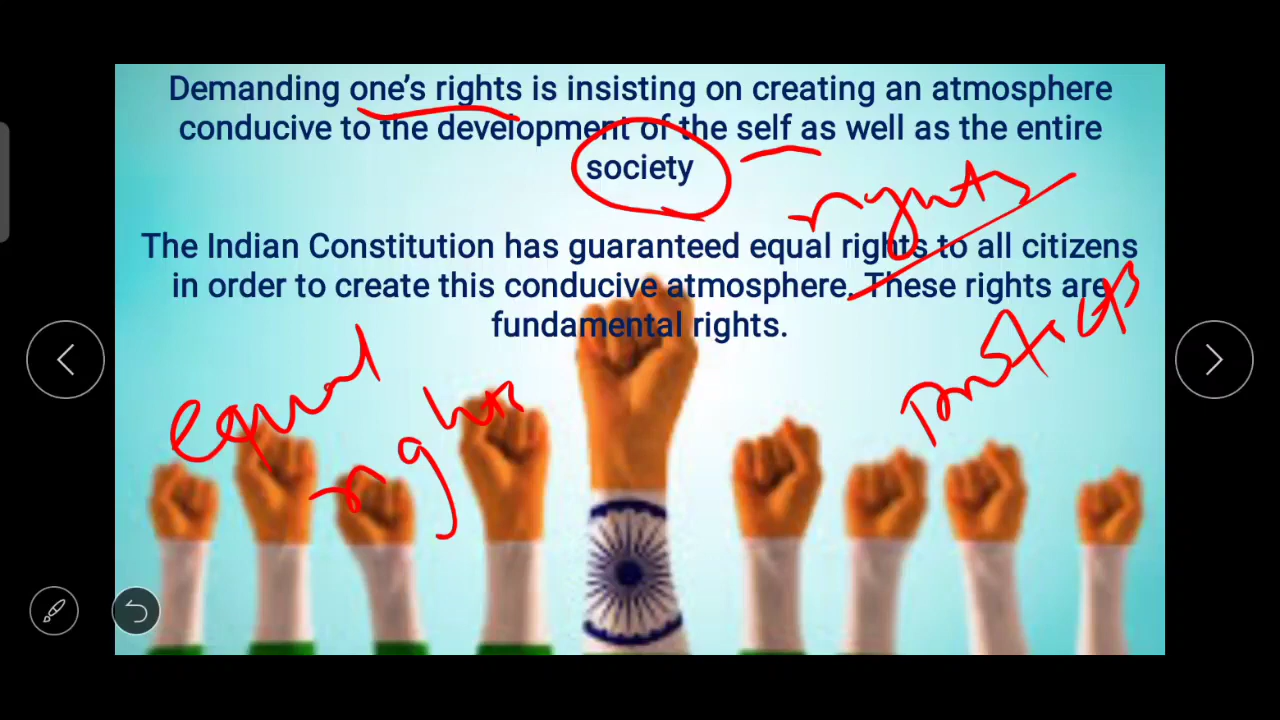 Demanding one's rights is insisting on creating an atmosphere
conducive to the development of the self as well as the entire
society
rights
The Indian Constitution has guaranteed equal rights to all citizens
in order to create this conducive atmosphere. These rights are
fundamental rights.
equal
rights